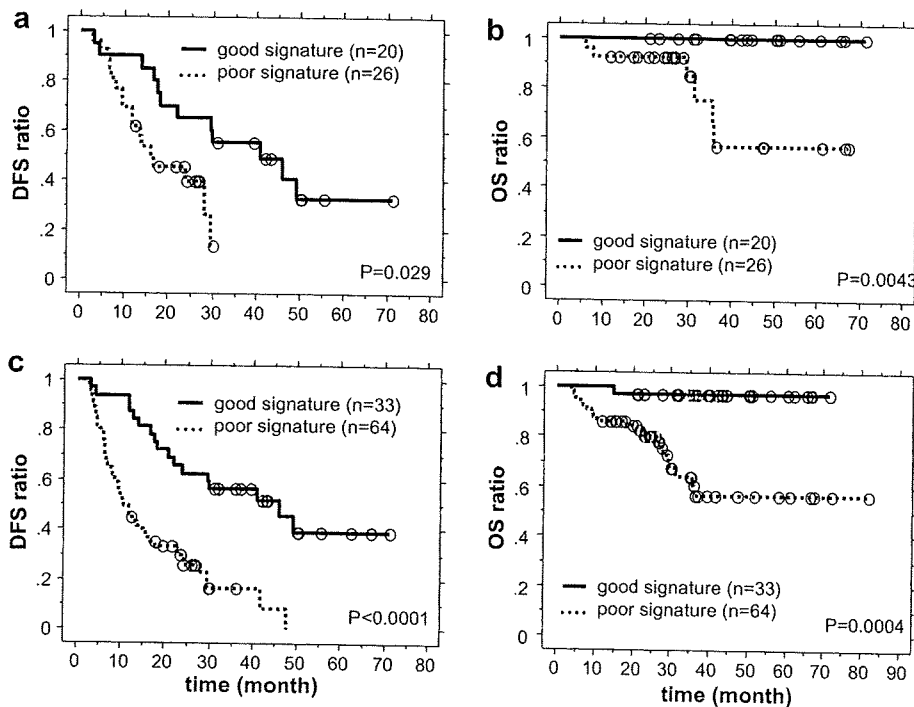 a
1
.8
.6
.4
.2
0
DFS ratio
good signature (n=20)
poor signature (n=26)
P=0.029
0 10 20 30 40 50 60 70 80
b
1
.8
.6
.4
.2
0
OS ratio
good signature (n=20)
poor signature (n=26)
P=0.0043
0 10 20 30 40 50 60 70 80
c
1
.8
.6
.4
.2
0
DFS ratio
good signature (n=33)
poor signature (n=64)
P<0.0001
0 10 20 30 40 50 60 70 80
time (month)
d
1
.8
.6
.4
.2
0
OS ratio
good signature (n=33)
poor signature (n=64)
P=0.0004
0 10 20 30 40 50 60 70 80 90
time (month)